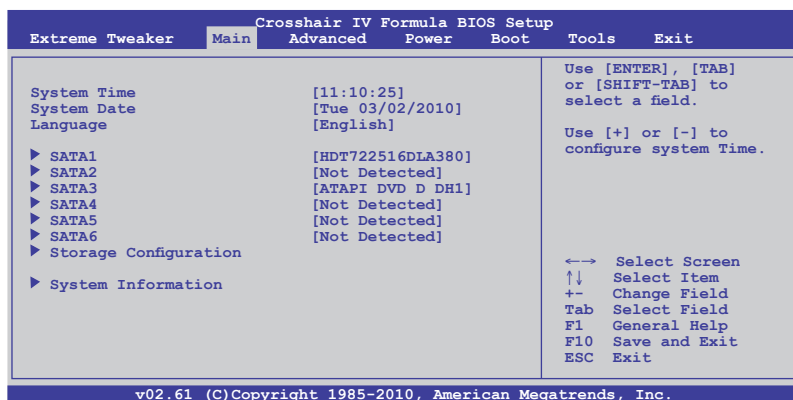 Crosshair IV Formula BIOS Setup
Extreme Tweaker Main Advanced Power Boot Tools Exit
System Time [11:10:25]
System Date [Tue 03/02/2010]
Language [English]
▶ SATA1 [HDT722516DLA380]
▶ SATA2 [Not Detected]
▶ SATA3 [ATAPI DVD D DH1]
▶ SATA4 [Not Detected]
▶ SATA5 [Not Detected]
▶ SATA6 [Not Detected]
▶ Storage Configuration
▶ System Information
Use [ENTER], [TAB]
or [SHIFT-TAB] to
select a field.
Use [+] or [-] to
configure system Time.
←→ Select Screen
↑↓ Select Item
+- Change Field
Tab Select Field
F1 General Help
F10 Save and Exit
ESC Exit
v02.61 (C)Copyright 1985-2010, American Megatrends, Inc.